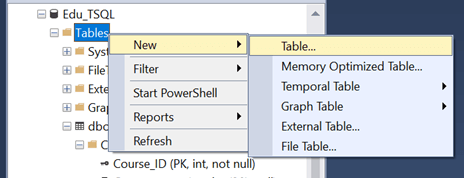 Edu_TSQL
Tables
Syst
FileT
Exte
Grap
dbo
C
Course_ID (PK, int, not null)
New
Filter
Start PowerShell
Reports
Refresh
Table...
Memory Optimized Table...
Temporal Table
Graph Table
External Table...
File Table...